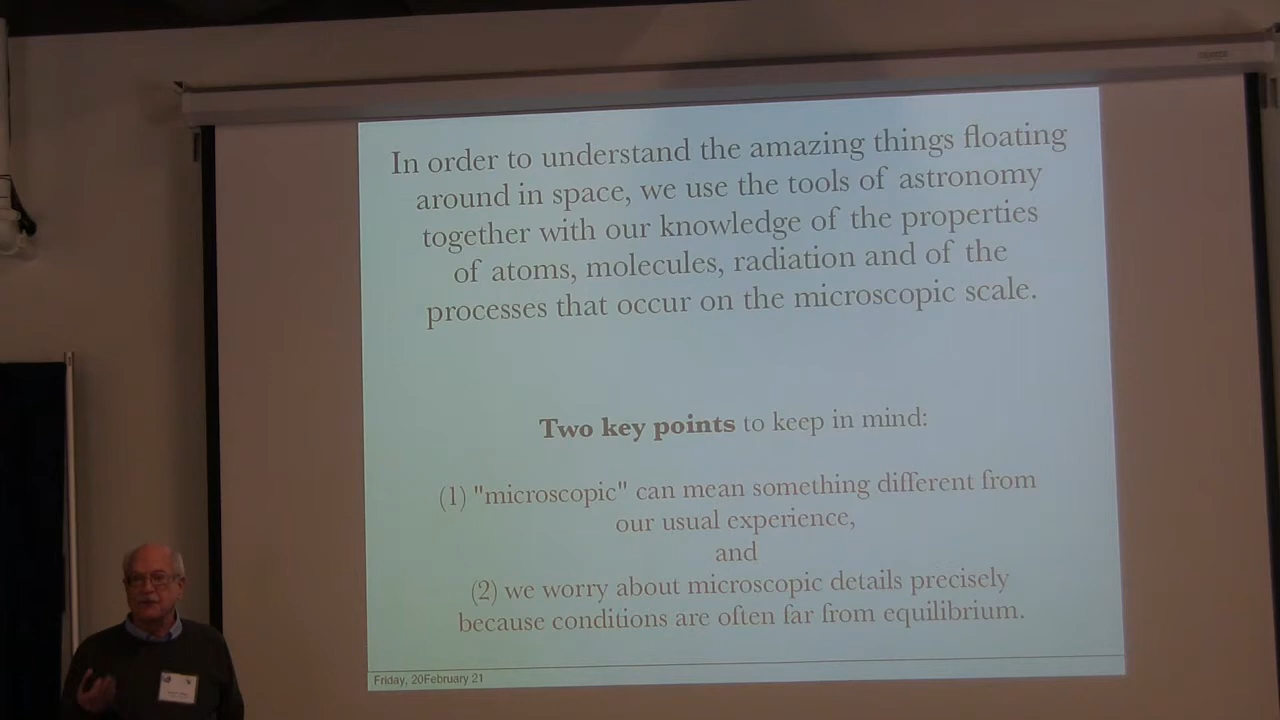 In order to understand the amazing things floating
around in space, we use the tools of astronomy
together with our knowledge of the properties
of atoms, molecules, radiation and of the
processes that occur on the microscopic scale.
Two key points to keep in mind:
(1) "microscopic" can mean something different from
our usual experience,
and
(2) we worry about microscopic details precisely
because conditions are often far from equilibrium.
Friday, 20February 21